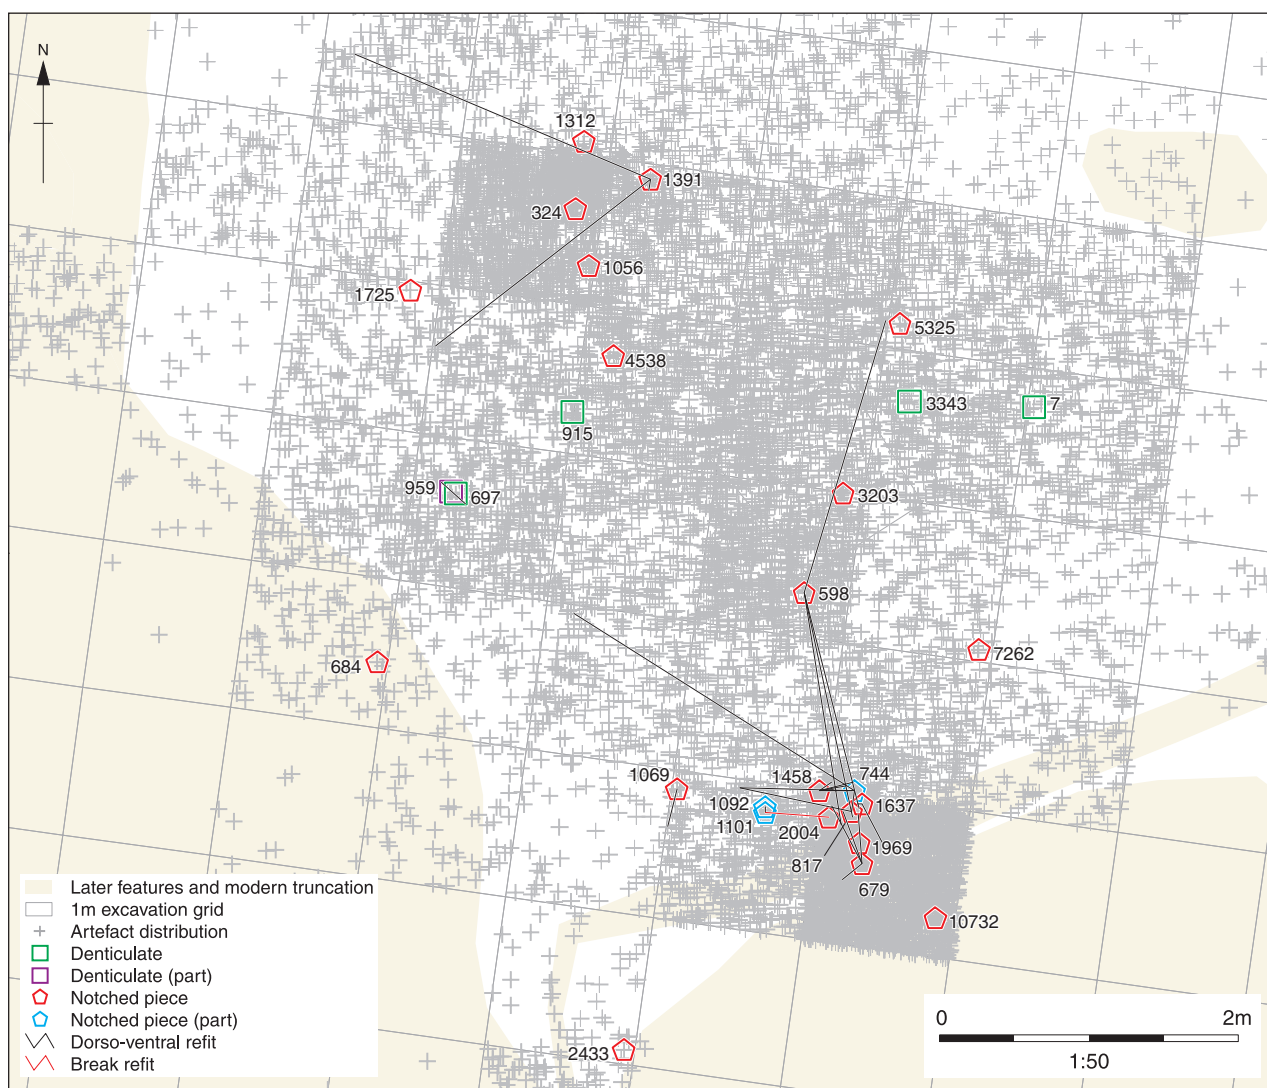 N
1312
1391
324
1056
1725
5325
4538
3343
7
915
959
697
3203
598
684
7262
1069
1458
744
1092
1637
1101
2004
1969
817
679
10732
2433
Later features and modern truncation
1m excavation grid
Artefact distribution
Denticulate
Denticulate (part)
Notched piece
Notched piece (part)
Dorso-ventral refit
Break refit
0 2m
1:50